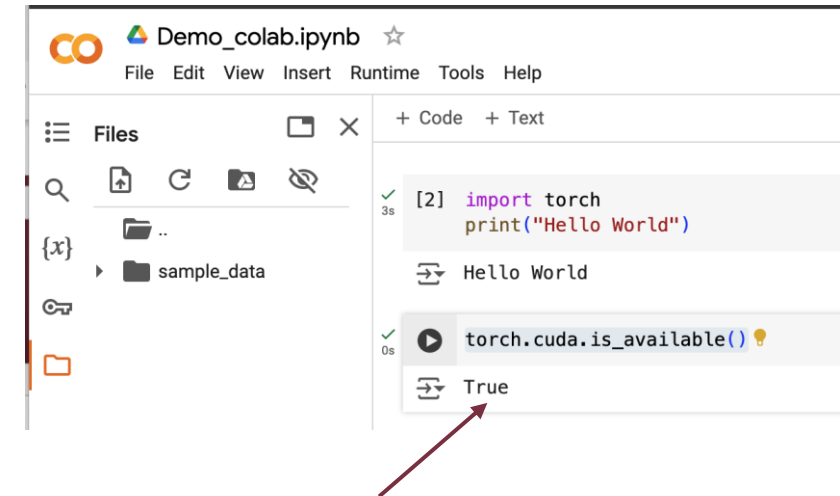 Demo_colab.ipynb
File Edit View Insert Runtime Tools Help
Files
+ Code + Text
..
sample_data
{x}
[2] import torch
print("Hello World")
3s
Hello World
torch.cuda.is_available()
0s
True